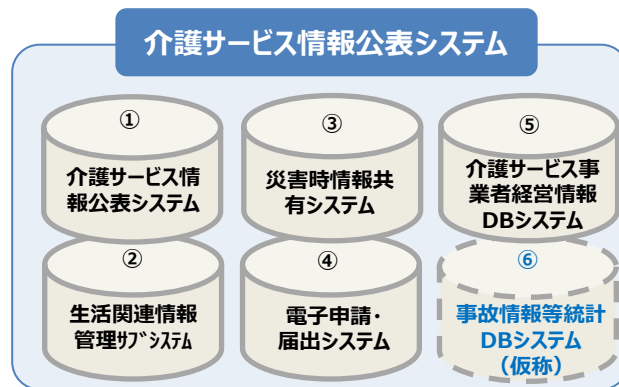 介護サービス情報公表システム
①
介護サービス情
報公表システム
②
生活関連情報
管理ｻﾌﾞｼｽﾃﾑ
③
災害時情報共
有システム
④
電子申請・
届出システム
⑤
介護サービス事
業者経営情報
DBシステム
⑥
事故情報等統計
DBシステム
（仮称）